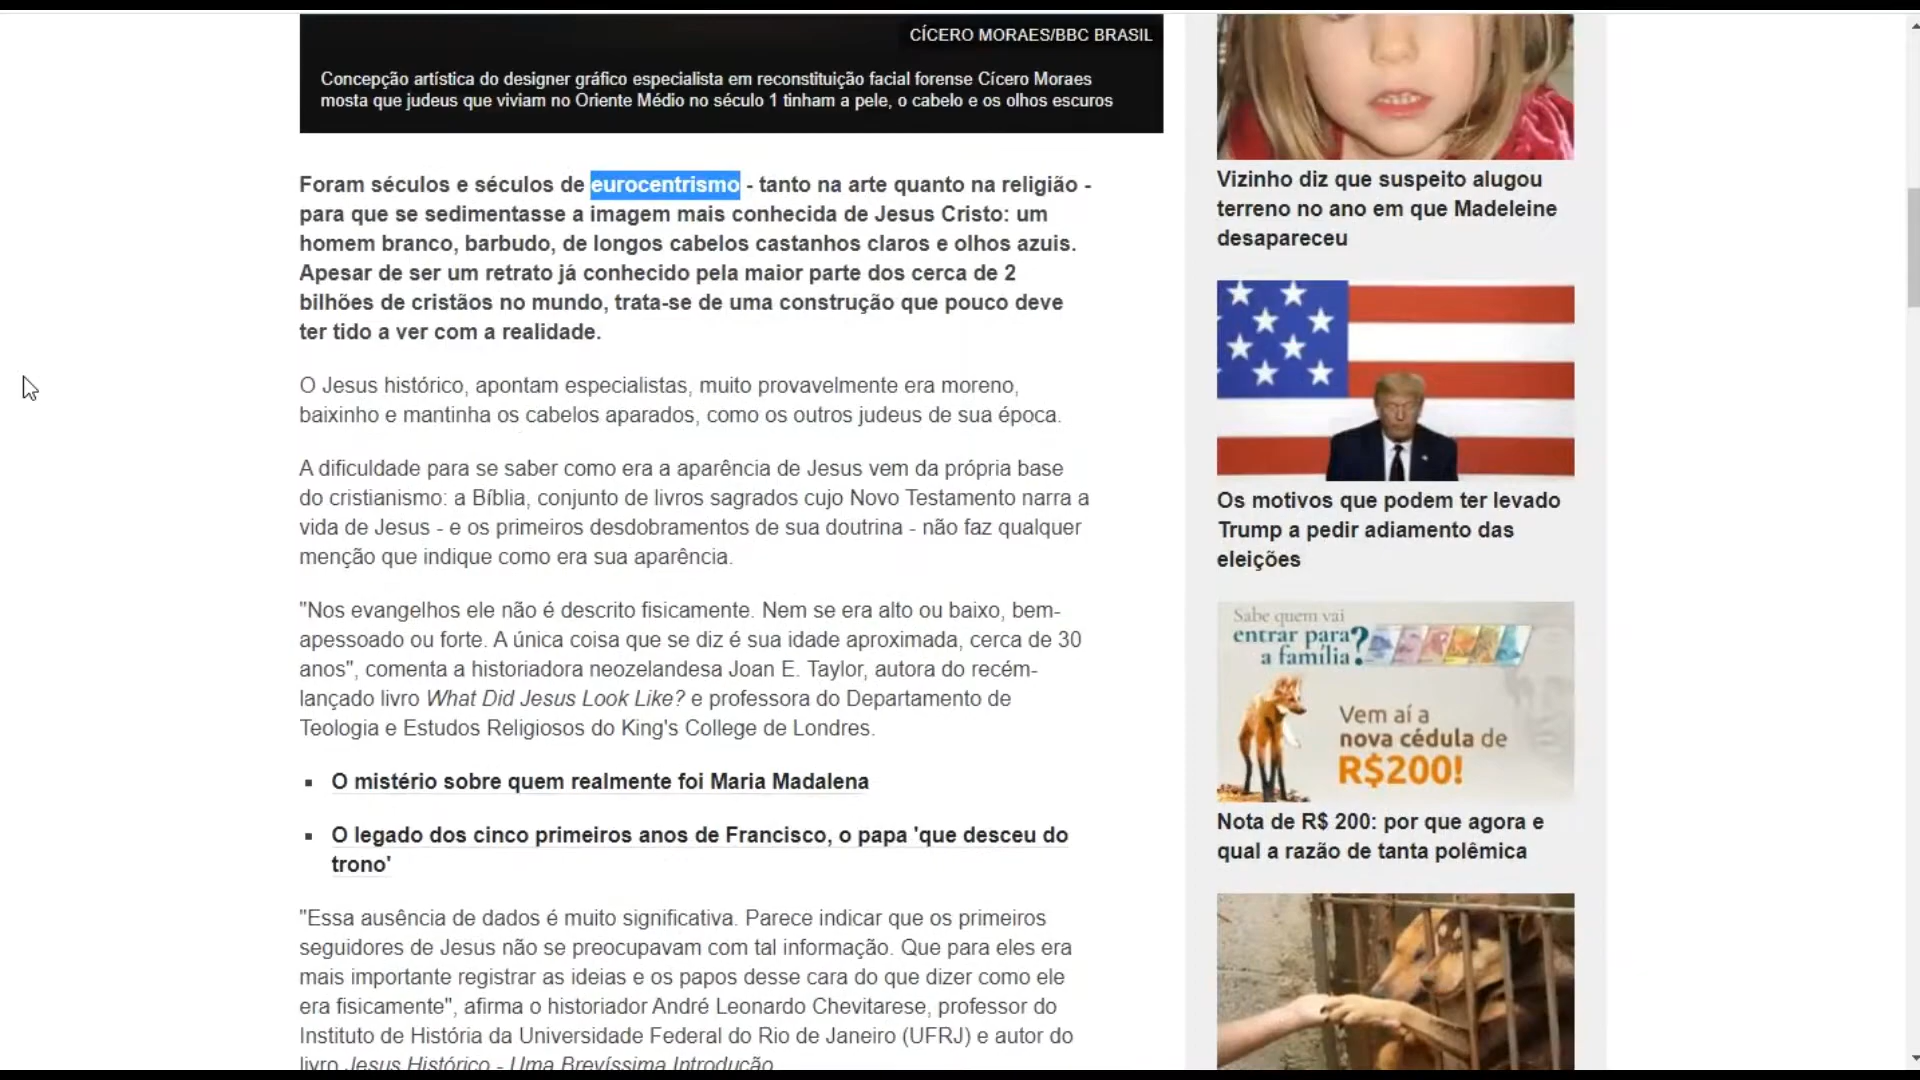 CÍCERO MORAES/BBC BRASIL
Concepção artística do designer gráfico especialista em reconstituição facial forense Cícero Moraes
mosta que judeus que viviam no Oriente Médio no século 1 tinham a pele, o cabelo e os olhos escuros
Foram séculos e séculos de eurocentrismo - tanto na arte quanto na religião -
para que se sedimentasse a imagem mais conhecida de Jesus Cristo: um
homem branco, barbudo, de longos cabelos castanhos claros e olhos azuis.
Apesar de ser um retrato já conhecido pela maior parte dos cerca de 2
bilhões de cristãos no mundo, trata-se de uma construção que pouco deve
ter tido a ver com a realidade.
O Jesus histórico, apontam especialistas, muito provavelmente era moreno,
baixinho e mantinha os cabelos aparados, como os outros judeus de sua época.
A dificuldade para se saber como era a aparência de Jesus vem da própria base
do cristianismo: a Bíblia, conjunto de livros sagrados cujo Novo Testamento narra a
vida de Jesus - e os primeiros desdobramentos de sua doutrina - não faz qualquer
menção que indique como era sua aparência.
"Nos evangelhos ele não é descrito fisicamente. Nem se era alto ou baixo, bem-
apessoado ou forte. A única coisa que se diz é sua idade aproximada, cerca de 30
anos", comenta a historiadora neozelandesa Joan E. Taylor, autora do recém-
lançado livro What Did Jesus Look Like? e professora do Departamento de
Teologia e Estudos Religiosos do King's College de Londres.
O mistério sobre quem realmente foi Maria Madalena
O legado dos cinco primeiros anos de Francisco, o papa 'que desceu do
trono'
"Essa ausência de dados é muito significativa. Parece indicar que os primeiros
seguidores de Jesus não se preocupavam com tal informação. Que para eles era
mais importante registrar as ideias e os papos desse cara do que dizer como ele
era fisicamente", afirma o historiador André Leonardo Chevitarese, professor do
Instituto de História da Universidade Federal do Rio de Janeiro (UFRJ) e autor do
livro Jesus Histórico - Uma Brevíssima Introdução
Vizinho diz que suspeito alugou
terreno no ano em que Madeleine
desapareceu
Os motivos que podem ter levado
Trump a pedir adiamento das
eleições
Sabe quem vai
entrar para?
a família?
Vem aí a
nova cédula de
R$200!
Nota de R$ 200: por que agora e
qual a razão de tanta polêmica